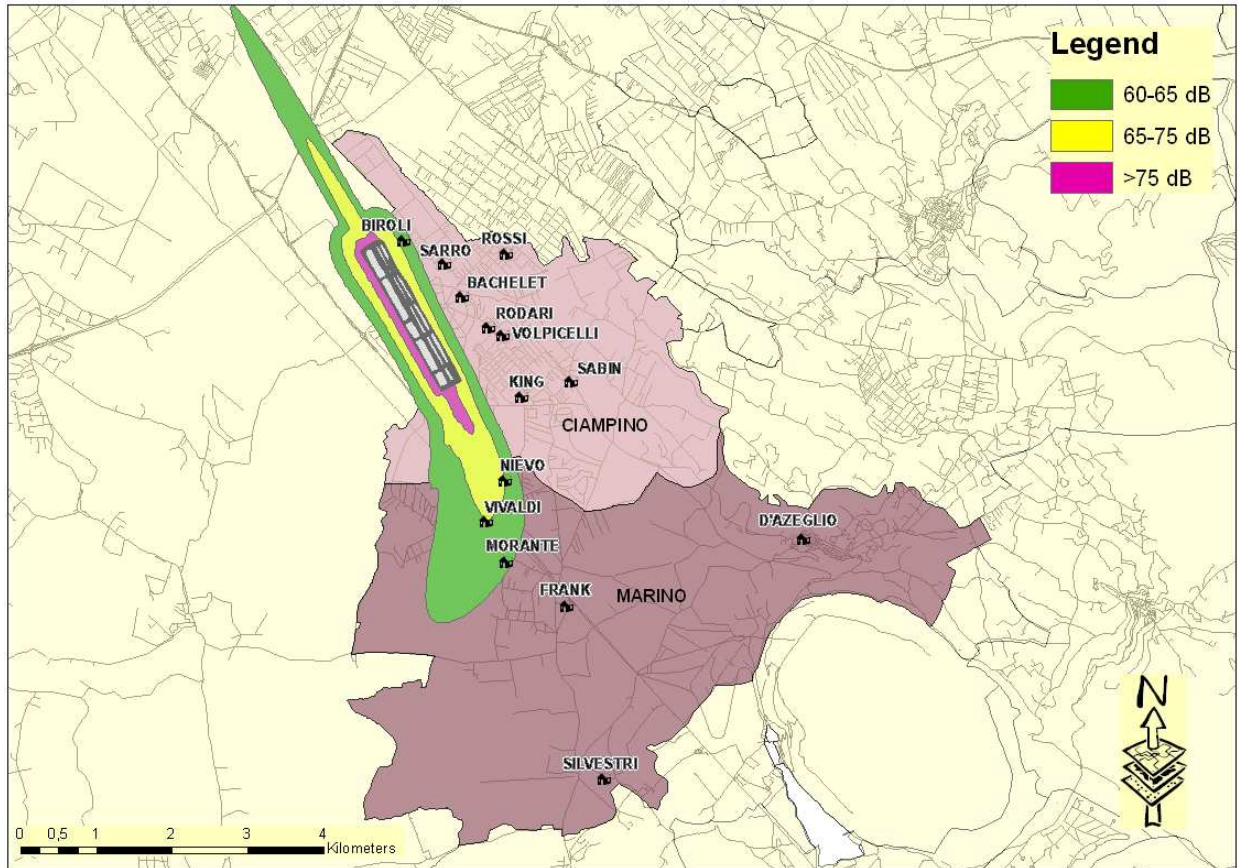 Legend
60-65 dB
65-75 dB
>75 dB
BIROLI
SARRO
ROSSI
BACHELET
RODARI
VOLPICELLI
SABIN
KING
CIAMPINO
NIEVO
VIVALDI
D'AZEGLIO
MORANTE
FRANK
MARINO
SILVESTRI
N
0 0,5 1 2 3 4
Kilometers